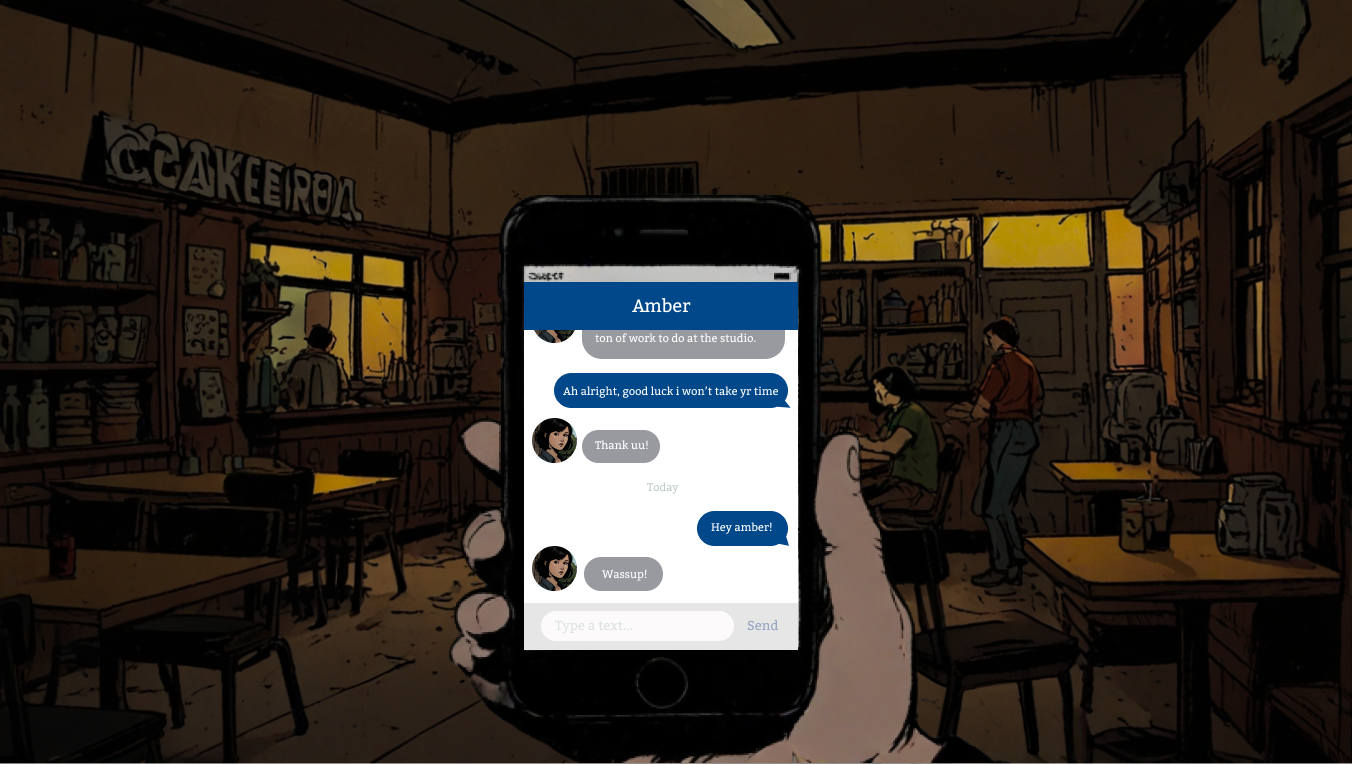 Amber
ton of work to do at the studio.
Ah alright, good luck i won't take yr time
Thank uu!
Today
Hey amber!
Wassup!
Type a text...
Send